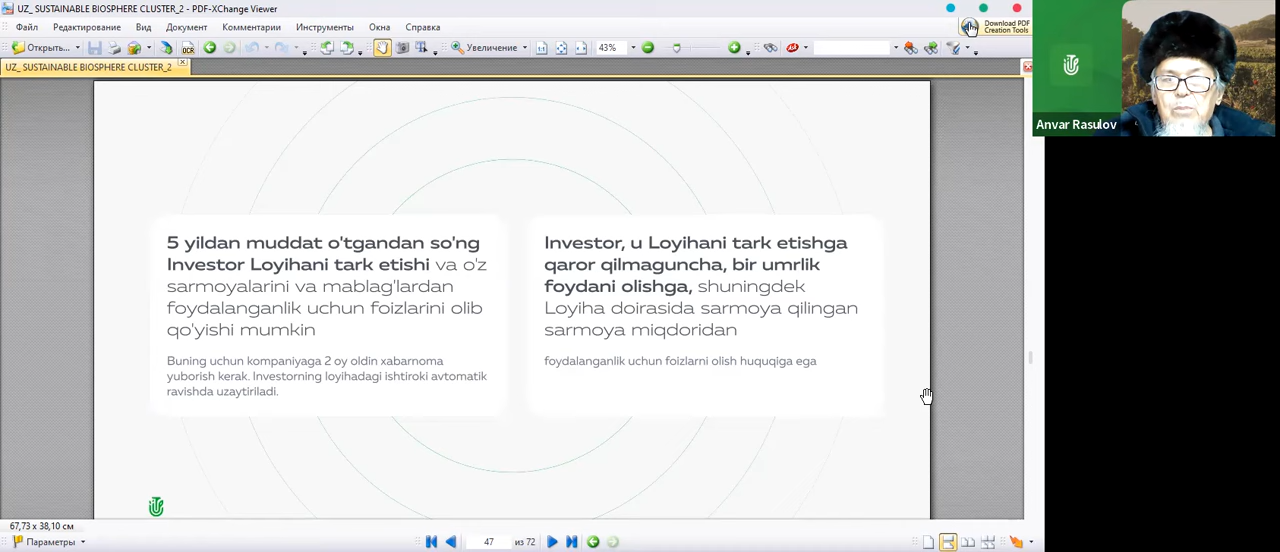 UZ_ SUSTAINABLE BIOSPHERE CLUSTER_2 - PDF-XChange Viewer
Файл Редактирование Вид Документ Комментарии Инструменты Окна Справка
Download PDF
Creation Tools
Открыть... OCR Увеличение 43%
UZ_ SUSTAINABLE BIOSPHERE CLUSTER_2
Anvar Rasulov
5 yildan muddat o'tgandan so'ng
Investor Loyihani tark etishi va o'z
sarmoyalarini va mablag'lardan
foydalanganlik uchun foizlarini olib
qo'yishi mumkin
Buning uchun kompaniyaga 2 oy oldin xabarnoma
yuborish kerak. Investorning loyihadagi ishtiroki avtomatik
ravishda uzaytiriladi.
Investor, u Loyihani tark etishga
qaror qilmaguncha, bir umrlik
foydani olishga, shuningdek
Loyiha doirasida sarmoya qilingan
sarmoya miqdoridan
foydalanganlik uchun foizlarni olish huquqiga ega
67,73 x 38,10 см
Параметры 47 из 72